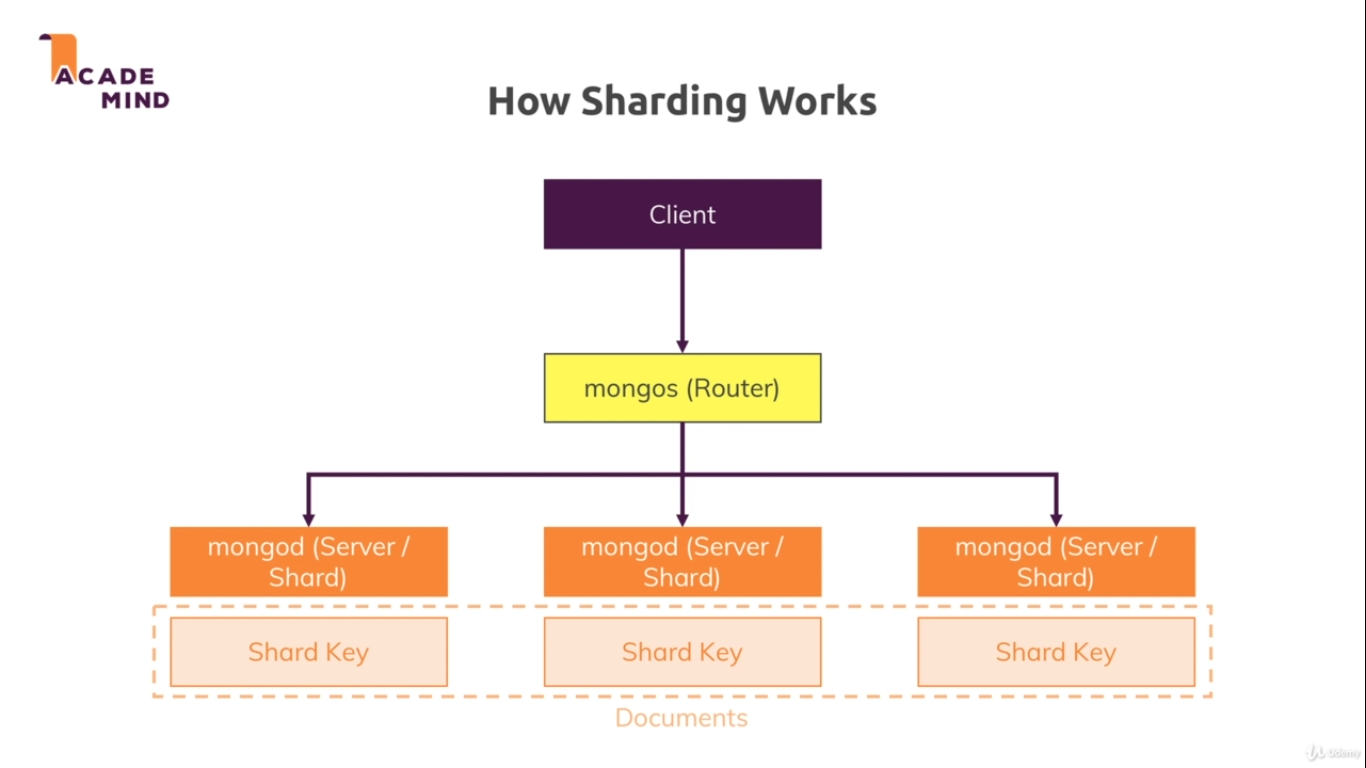 ACADE
MIND
How Sharding Works
Client
mongos (Router)
mongod (Server /
Shard)
mongod (Server /
Shard)
mongod (Server /
Shard)
Shard Key
Shard Key
Shard Key
Documents
Udemy